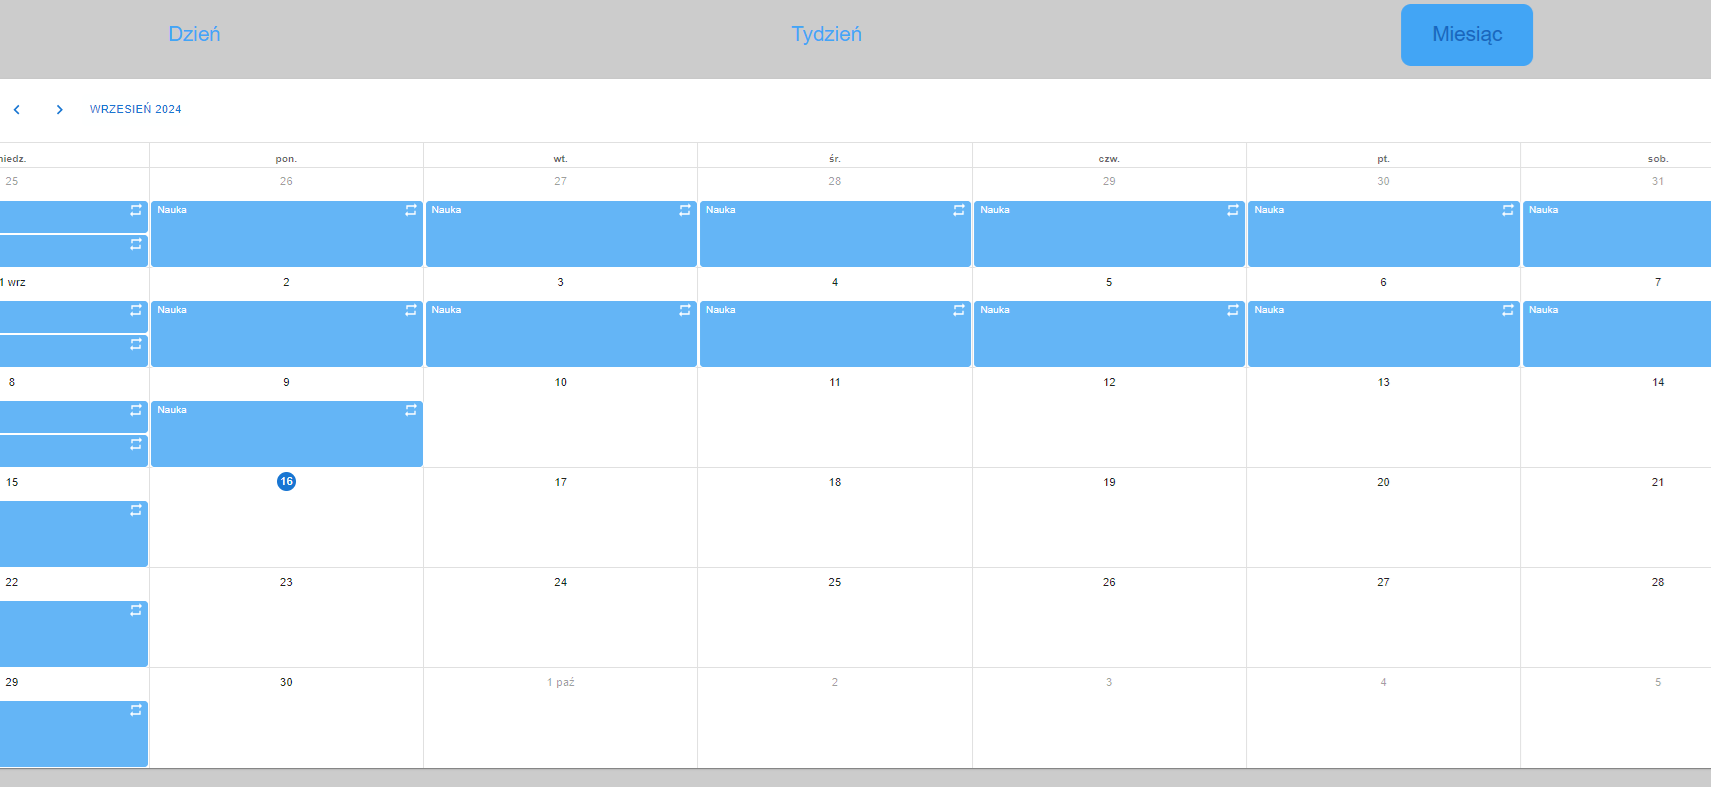 Dzień Tydzień Miesiąc
WRZESIEŃ 2024
niedz. pon. wt. śr. czw. pt. sob.
25 26 27 28 29 30 31
Nauka Nauka Nauka Nauka Nauka Nauka
1 wrz 2 3 4 5 6 7
Nauka Nauka Nauka Nauka Nauka Nauka
8 9 10 11 12 13 14
Nauka
15 16 17 18 19 20 21
22 23 24 25 26 27 28
29 30 1 paź 2 3 4 5